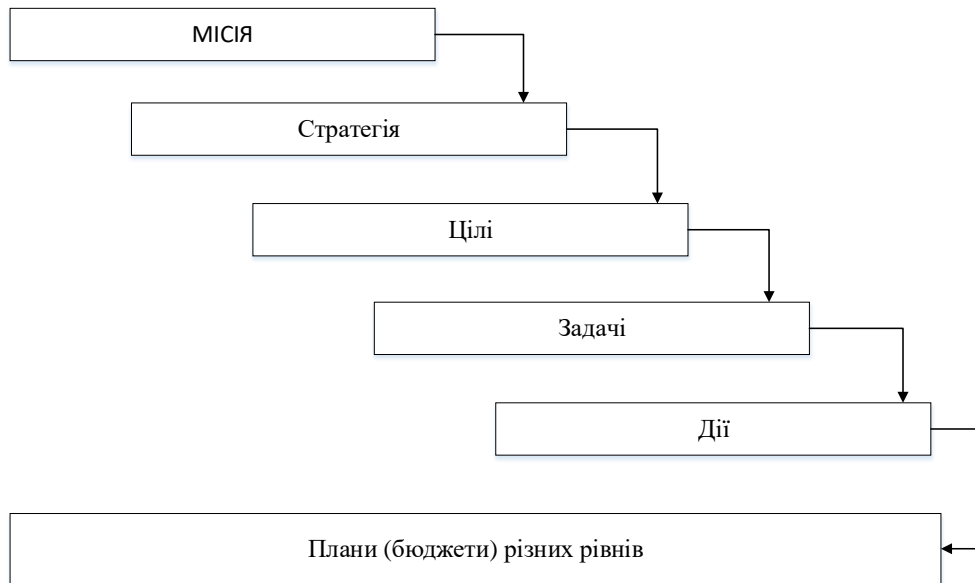 МІСІЯ
Стратегія
Цілі
Задачі
Дії
Плани (бюджети) різних рівнів